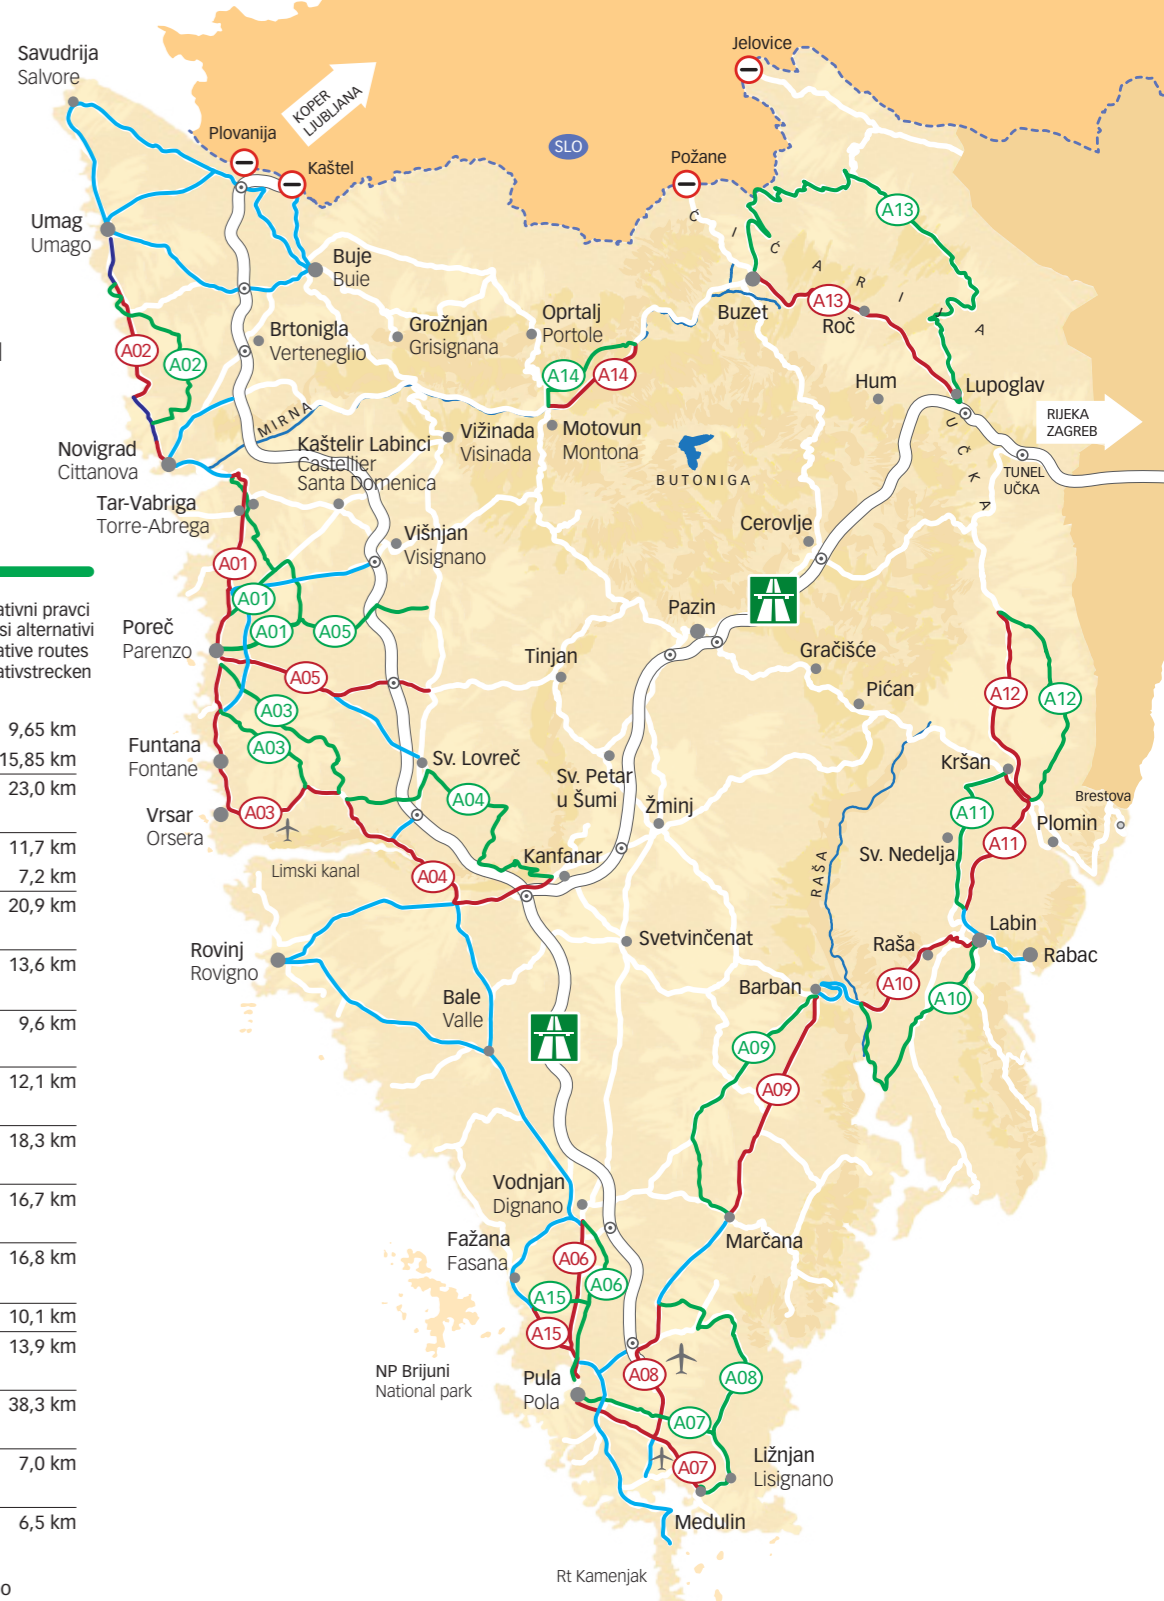 Savudrija
Salvore
Jelovice
KOPER
LJUBLJANA
Plovanija
Kaštel
SLO
Požane
Umag
Umago
Buje
Buie
ĆIĆARIJA
A13
Buzet
A13
Roč
Brtonigla
Verteneglio
Grožnjan
Grisignana
Oprtalj
Portole
A02
A02
A14
A14
Hum
Lupoglav
RIJEKA
ZAGREB
MIRNA
Novigrad
Cittanova
Kaštelir Labinci
Castellier
Santa Domenica
Vižinada
Visinada
Motovun
Montona
BUTONIGA
UČKA
TUNEL
UČKA
Tar-Vabriga
Torre-Abrega
Višnjan
Visignano
Cerovlje
A01
A01
A01
A05
ativni pravci
si alternativi
ative routes
ativstrecken
Poreč
Parenzo
Pazin
Tinjan
Gračišće
Pićan
A05
A03
A03
A12
A12
9,65 km
15,85 km
23,0 km
11,7 km
7,2 km
20,9 km
13,6 km
9,6 km
12,1 km
18,3 km
16,7 km
16,8 km
10,1 km
13,9 km
38,3 km
7,0 km
6,5 km
o
Funtana
Fontane
Sv. Lovreč
Sv. Petar
u Šumi
Kršan
Brestova
Vrsar
Orsera
A03
A04
Žminj
A11
A11
Plomin
Sv. Nedelja
Limski kanal
A04
Kanfanar
RAŠA
Rovinj
Rovigno
Svetvinčenat
Labin
Raša
Rabac
Bale
Valle
Barban
A10
A10
A09
A09
Vodnjan
Dignano
Marčana
Fažana
Fasana
A06
A06
A15
A15
NP Brijuni
National park
Pula
Pola
A08
A08
A07
A07
Ližnjan
Lisignano
Medulin
Rt Kamenjak